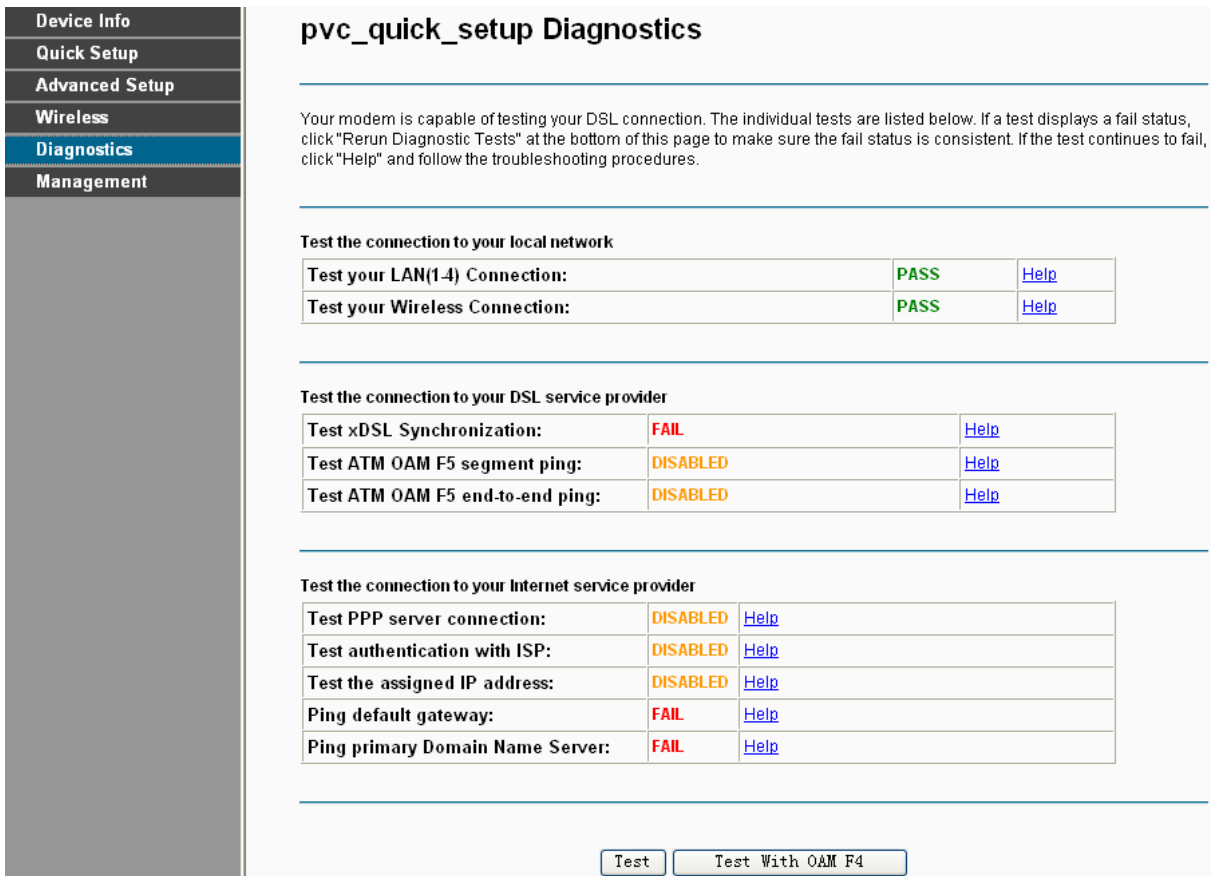 Device Info
Quick Setup
Advanced Setup
Wireless
Diagnostics
Management
pvc_quick_setup Diagnostics
Your modem is capable of testing your DSL connection. The individual tests are listed below. If a test displays a fail status,
click "Rerun Diagnostic Tests" at the bottom of this page to make sure the fail status is consistent. If the test continues to fail,
click "Help" and follow the troubleshooting procedures.
Test the connection to your local network
Test your LAN(1-4) Connection: PASS Help
Test your Wireless Connection: PASS Help
Test the connection to your DSL service provider
Test xDSL Synchronization: FAIL Help
Test ATM OAM F5 segment ping: DISABLED Help
Test ATM OAM F5 end-to-end ping: DISABLED Help
Test the connection to your Internet service provider
Test PPP server connection: DISABLED Help
Test authentication with ISP: DISABLED Help
Test the assigned IP address: DISABLED Help
Ping default gateway: FAIL Help
Ping primary Domain Name Server: FAIL Help
Test Test With OAM F4